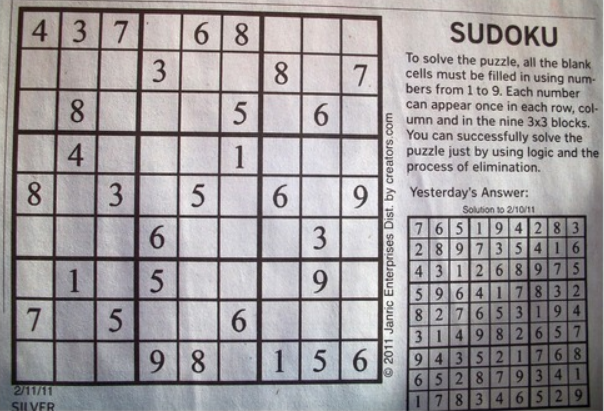 4 3 7 6 8
3 8 7
8 5 6
4 1
8 3 5 6 9
6 3
1 5 9
7 5 6
9 8 1 5 6
2/11/11
SILVER
© 2011 Janric Enterprises Dist. by creators.com
SUDOKU
To solve the puzzle, all the blank
cells must be filled in using num-
bers from 1 to 9. Each number
can appear once in each row, col-
umn and in the nine 3x3 blocks.
You can successfully solve the
puzzle just by using logic and the
process of elimination.
Yesterday's Answer:
Solution to 2/10/11
7 6 5 1 9 4 2 8 3
2 8 9 7 3 5 4 1 6
4 3 1 2 6 8 9 7 5
5 9 6 4 1 7 8 3 2
8 2 7 6 5 3 1 9 4
3 1 4 9 8 2 6 5 7
9 4 3 5 2 1 7 6 8
6 5 2 8 7 9 3 4 1
1 7 8 3 4 6 5 2 9